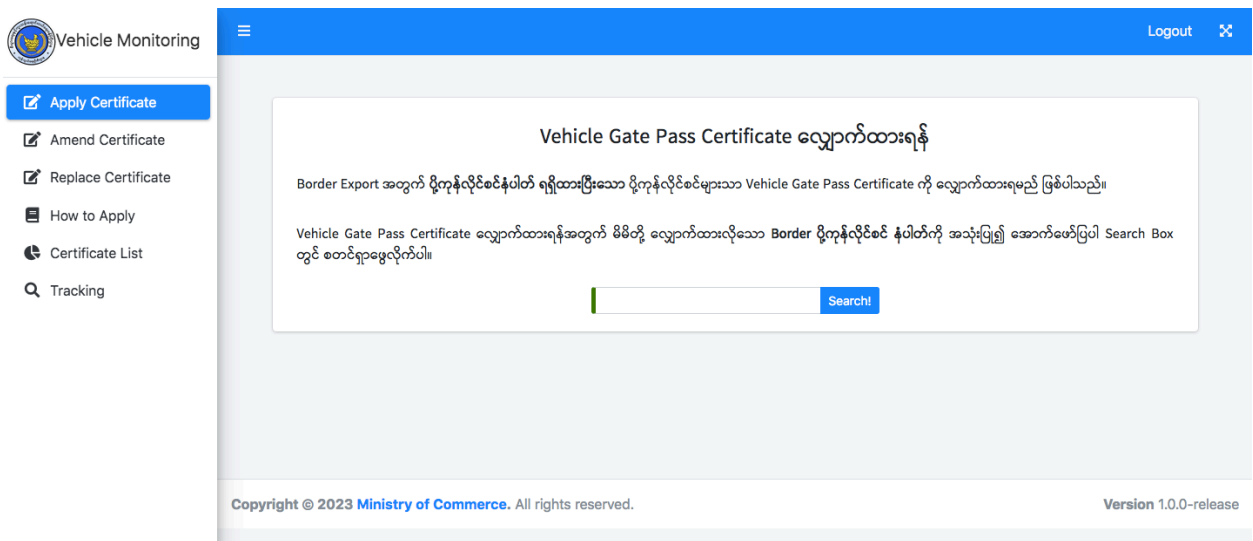 Vehicle Monitoring
Logout
Apply Certificate
Amend Certificate
Replace Certificate
How to Apply
Certificate List
Tracking
Vehicle Gate Pass Certificate လျှောက်ထားရန်
Border Export အတွက် ပို့ကုန်လိုင်စင်နံပါတ် ရရှိထားပြီးသော ပို့ကုန်လိုင်စင်များသာ Vehicle Gate Pass Certificate ကို လျှောက်ထားရမည် ဖြစ်ပါသည်။
Vehicle Gate Pass Certificate လျှောက်ထားရန်အတွက် မိမိတို့ လျှောက်ထားလိုသော Border ပို့ကုန်လိုင်စင် နံပါတ်ကို အသုံးပြု၍ အောက်ဖော်ပြပါ Search Box
တွင် စတင်ရှာဖွေလိုက်ပါ။
Search!
Copyright © 2023 Ministry of Commerce. All rights reserved.
Version 1.0.0-release